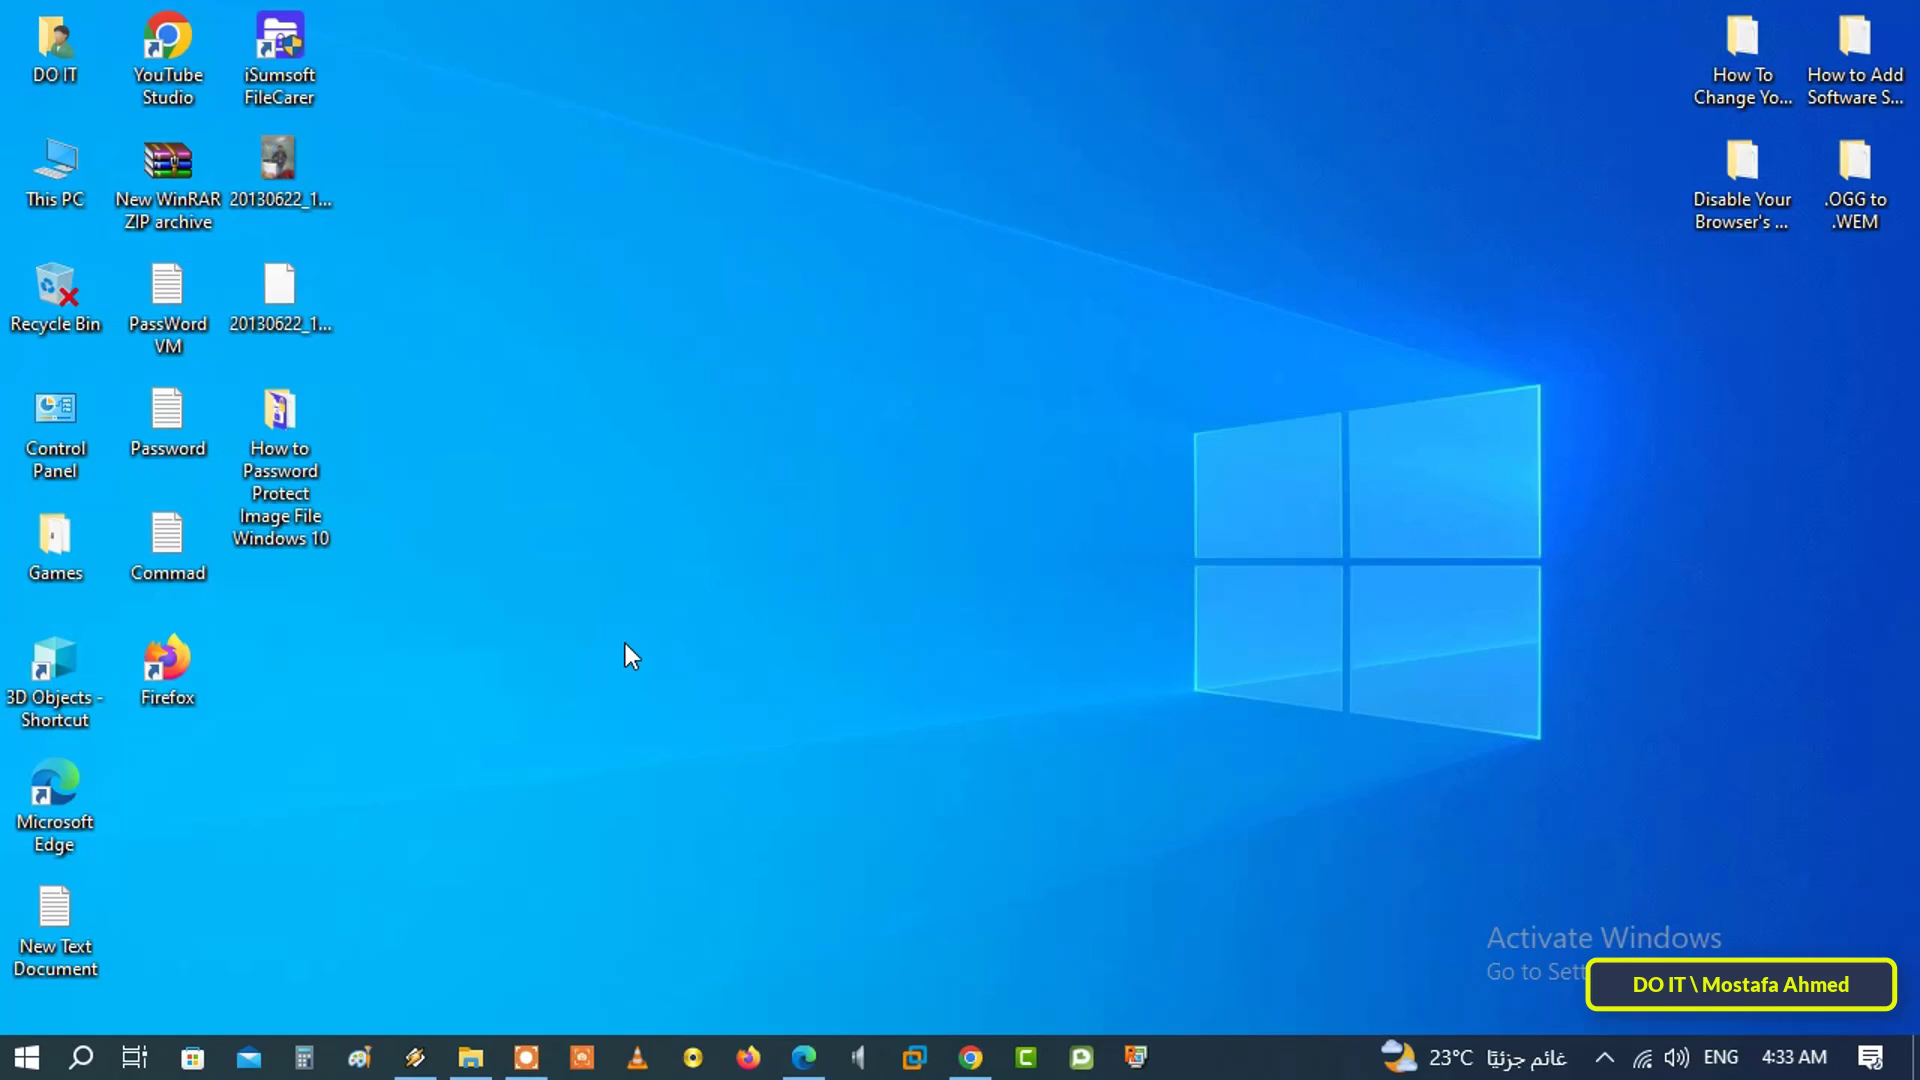 DO IT
YouTube
Studio
iSumsoft
FileCarer
This PC
New WinRAR
ZIP archive
20130622_1...
Recycle Bin
PassWord
VM
20130622_1...
Control
Panel
Password
How to
Password
Protect
Image File
Windows 10
Games
Commad
3D Objects -
Shortcut
Firefox
Microsoft
Edge
New Text
Document
How To
Change Yo...
How to Add
Software S...
Disable Your
Browser's ...
.OGG to
.WEM
Activate Windows
Go to Sett
DO IT \ Mostafa Ahmed
23°C غائم جزئيًا
ENG
4:33 AM